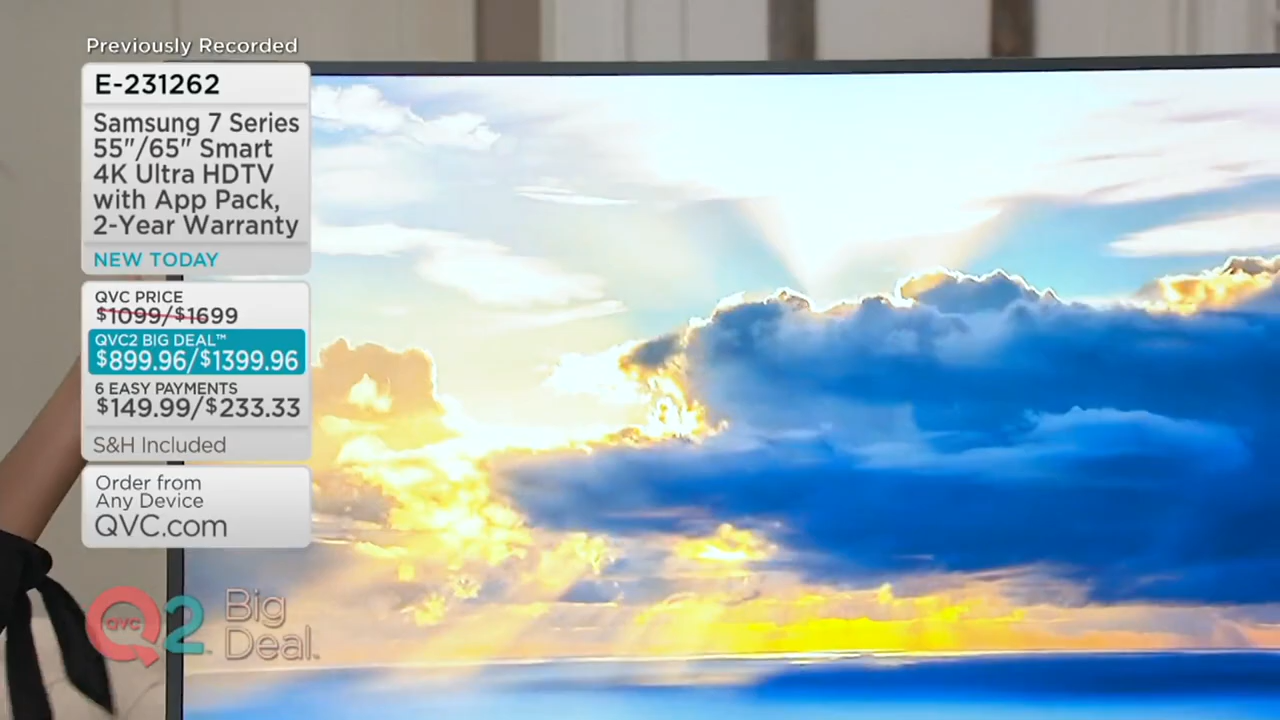 Previously Recorded
E-231262
Samsung 7 Series
55"/65" Smart
4K Ultra HDTV
with App Pack,
2-Year Warranty
NEW TODAY
QVC PRICE
$1099/$1699
QVC2 BIG DEAL™
$899.96/$1399.96
6 EASY PAYMENTS
$149.99/$233.33
S&H Included
Order from
Any Device
QVC.com
QVC 2 Big
Deal